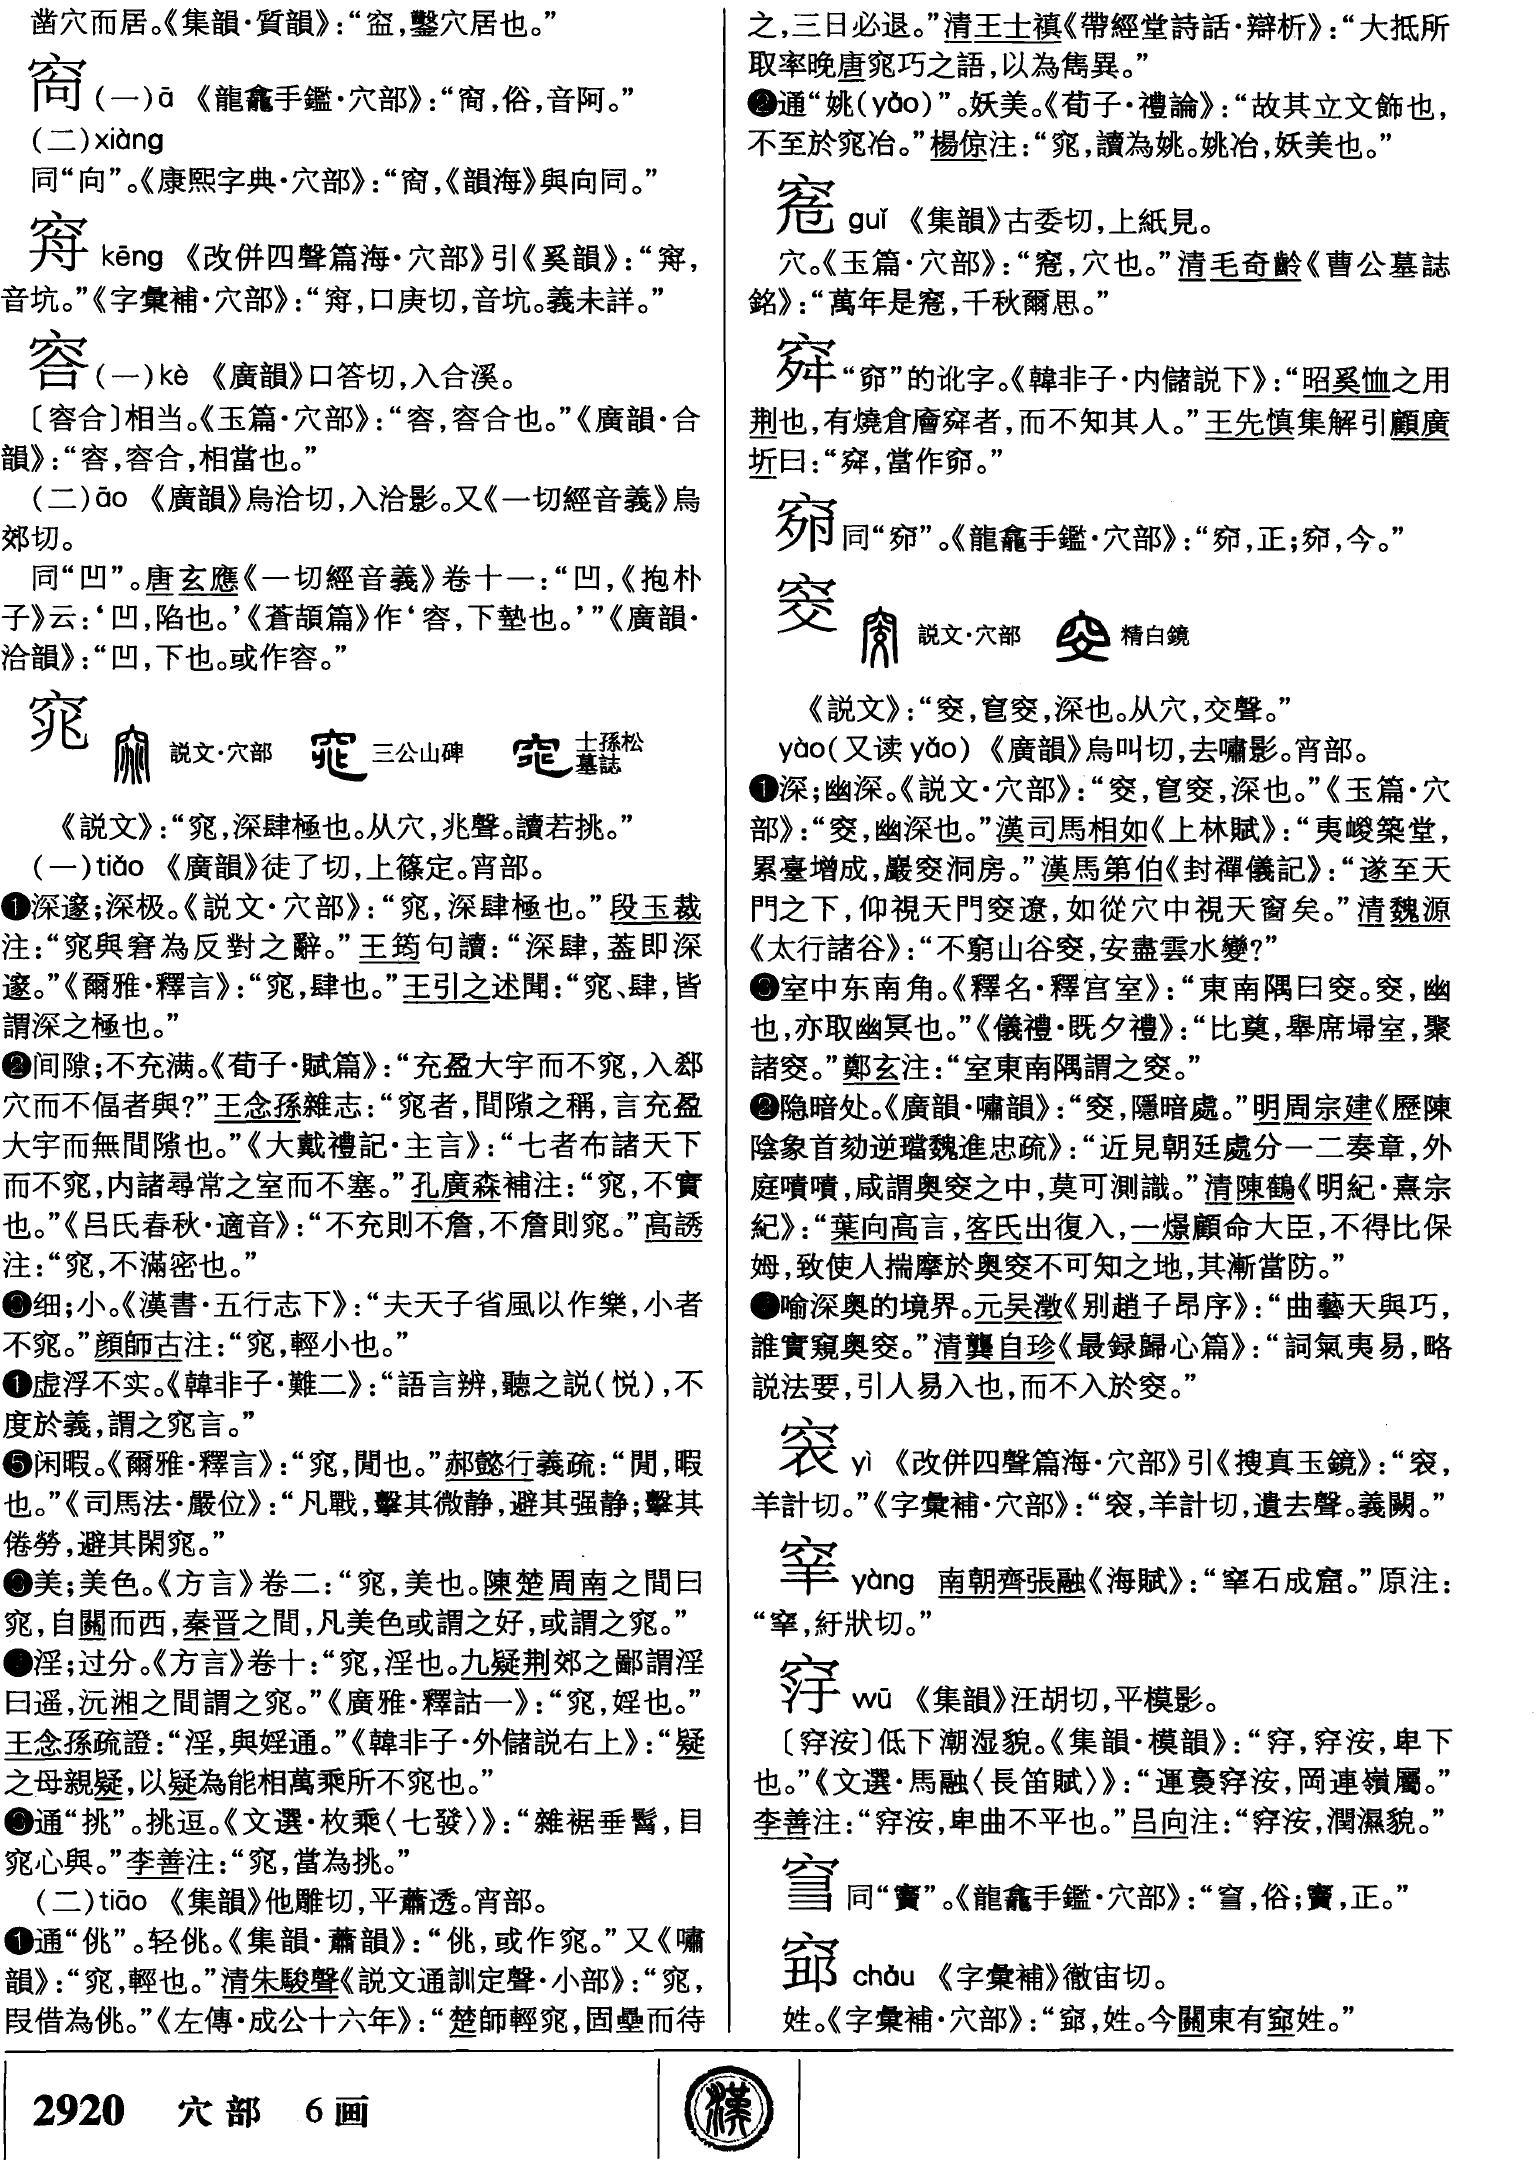 凿穴而居。《集韻·質韻》：“窋，鑿穴居也。”
窉(一)ā 《龍龕手鑑·穴部》：“，俗，音阿。”
(二)xiàng
同“向”。《康熙字典·穴部》：“，《韻海》與向同。”
kēng 《改併四聲篇海·穴部》引《奚韻》：“，
音坑。”《字彙補·穴部》：“，口庚切，音坑。義未詳。”
(一)kè 《廣韻》口答切，入合溪。
〔㝓合〕相当。《玉篇·穴部》：“，合也。”《廣韻·合
韻》：“，合，相當也。”
(二)āo 《廣韻》烏洽切，入洽影。又《一切經音義》烏
郊切。
同“凹”。唐玄應《一切經音義》卷十一：“凹，《抱朴
子》云：‘凹，陷也。’《蒼頡篇》作‘，下墊也。’”《廣韻·
洽韻》：“凹，下也。或作。”
窕
説文·穴部 三公山碑 士孫松墓誌
《説文》：“窕，深肆極也。从穴，兆聲。讀若挑。”
(一)tiǎo 《廣韻》徒了切，上篠定。宵部。
❶深邃；深极。《説文·穴部》：“窕，深肆極也。”段玉裁
注：“窕與窘為反對之辭。”王筠句讀：“深肆，蓋即深
邃。”《爾雅·釋言》：“窕，肆也。”王引之述聞：“窕、肆，皆
謂深之極也。”
❷间隙；不充满。《荀子·賦篇》：“充盈大宇而不窕，入郄
穴而不偪者與？”王念孫雜志：“窕者，間隙之稱，言充盈
大宇而無間隙也。”《大戴禮記·主言》：“七者布諸天下
而不窕，内諸尋常之室而不塞。”孔廣森補注：“窕，不實
也。”《吕氏春秋·適音》：“不充則不詹，不詹則窕。”高誘
注：“窕，不滿密也。”
❸细；小。《漢書·五行志下》：“夫天子省風以作樂，小者
不窕。”顔師古注：“窕，輕小也。”
❶虚浮不实。《韓非子·難二》：“語言辨，聽之説(悦)，不
度於義，謂之窕言。”
❺闲暇。《爾雅·釋言》：“窕，閒也。”郝懿行義疏：“閒，暇
也。”《司馬法·嚴位》：“凡戰，擊其微静，避其强静；擊其
倦勞，避其閑窕。”
美；美色。《方言》卷二：“窕，美也。陳楚周南之間曰
窕，自關而西，秦晋之間，凡美色或謂之好，或謂之窕。”
淫；过分。《方言》卷十：“窕，淫也。九疑荆郊之鄙謂淫
曰遥，沅湘之間謂之窕。”《廣雅·釋詁一》：“窕，婬也。”
王念孫疏證：“淫，與婬通。”《韓非子·外儲説右上》：“疑
之母親疑，以疑為能相萬乘所不窕也。”
通“挑”。挑逗。《文選·枚乘〈七發〉》：“雜裾垂髾，目
窕心與。”李善注：“窕，當為挑。”
(二)tiāo 《集韻》他雕切，平蕭透。宵部。
❶通“佻”。轻佻。《集韻·蕭韻》：“佻，或作窕。”又《嘯
韻》：“窕，輕也。”清朱駿聲《説文通訓定聲·小部》：“窕，
叚借為佻。”《左傳·成公十六年》：“楚師輕窕，固壘而待
之，三日必退。”清王士禛《帶經堂詩話·辯析》：“大抵所
取率晚唐窕巧之語，以為雋異。”
❷通“姚(yáo)”。妖美。《荀子·禮論》：“故其立文飾也，
不至於窕冶。”楊倞注：“窕，讀為姚。姚冶，妖美也。”
窇 guǐ 《集韻》古委切，上紙見。
穴。《玉篇·穴部》：“，穴也。”清毛奇齡《曹公墓誌
銘》：“萬年是，千秋爾思。”
“窌”的讹字。《韓非子·内儲説下》：“昭奚恤之用
荆也，有燒倉廥者，而不知其人。”王先慎集解引顧廣
圻曰：“，當作窌。”
同“窌”。《龍龕手鑑·穴部》：“，正；窌，今。”
窔
説文·穴部 精白鏡
《説文》：“窔，窅窔，深也。从穴，交聲。”
yào(又读yǎo) 《廣韻》烏叫切，去嘯影。宵部。
❶深；幽深。《説文·穴部》：“窔，窅窔，深也。”《玉篇·穴
部》：“窔，幽深也。”漢司馬相如《上林賦》：“夷嵕築堂，
累臺增成，巖窔洞房。”漢馬第伯《封禪儀記》：“遂至天
門之下，仰視天門窔遼，如從穴中視天窗矣。”清魏源
《太行諸谷》：“不窮山谷窔，安盡雲水變？”
❸室中东南角。《釋名·釋宫室》：“東南隅曰窔。窔，幽
也，亦取幽冥也。”《儀禮·既夕禮》：“比奠，舉席埽室，聚
諸窔。”鄭玄注：“室東南隅謂之窔。”
❷隐暗处。《廣韻·嘯韻》：“窔，隱暗處。”明周宗建《歷陳
陰象首劾逆璫魏進忠疏》：“近見朝廷處分一二奏章，外
庭嘖嘖，咸謂奥窔之中，莫可測識。”清陳鶴《明紀·熹宗
紀》：“葉向高言，客氏出復入，一燝顧命大臣，不得比保
姆，致使人揣摩於奥窔不可知之地，其漸當防。”
喻深奥的境界。元吴澂《别趙子昂序》：“曲藝天與巧，
誰實窺奥窔。”清龔自珍《最録歸心篇》：“詞氣夷易，略
説法要，引人易入也，而不入於窔。”
yì 《改併四聲篇海·穴部》引《搜真玉鏡》：“，
羊計切。”《字彙補·穴部》：“，羊計切，遺去聲。義闕。”
yàng 南朝齊張融《海賦》：“石成窟。”原注：
“，紆狀切。”
窏 wū 《集韻》汪胡切，平模影。
〔窏洝〕低下潮湿貌。《集韻·模韻》：“窏，窏洝，卑下
也。”《文選·馬融〈長笛賦〉》：“運裛窏洝，岡連嶺屬。”
李善注：“窏洝，卑曲不平也。”吕向注：“窏洝，潤濕貌。”
同“竇”。《龍龕手鑑·穴部》：“，俗；竇，正。”
chǎu 《字彙補》徹宙切。
姓。《字彙補·穴部》：“，姓。今關東有姓。”
2920 穴部 6画
漢